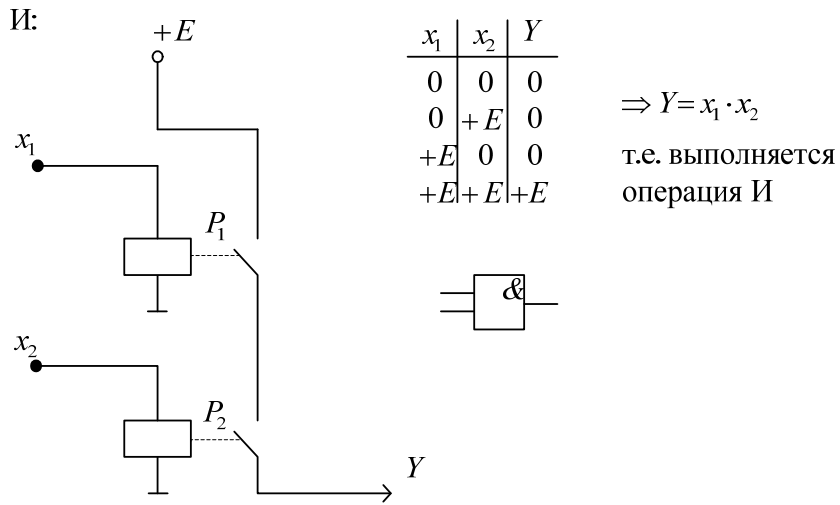 И:
+E
x₁
P₁
x₂
P₂
Y
x₁ x₂ Y
0 0 0
0 +E 0
+E 0 0
+E +E +E
⇒ Y= x₁ · x₂
т.е. выполняется
операция И
&